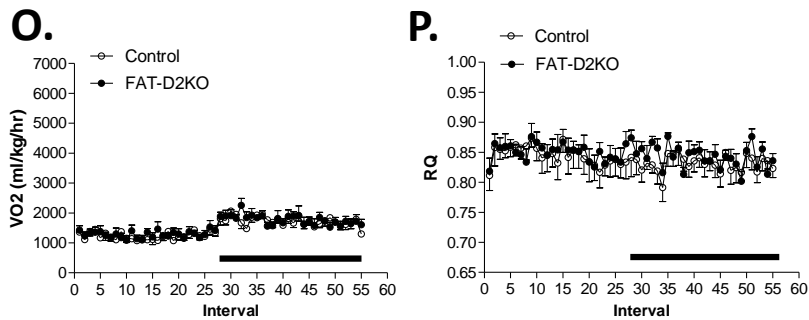 O.
Control
FAT-D2KO
VO2 (ml/kg/hr)
7000
6000
5000
4000
3000
2000
1000
0
0 5 10 15 20 25 30 35 40 45 50 55 60
Interval
P.
Control
FAT-D2KO
RQ
1.00
0.95
0.90
0.85
0.80
0.75
0.70
0.65
0 5 10 15 20 25 30 35 40 45 50 55 60
Interval